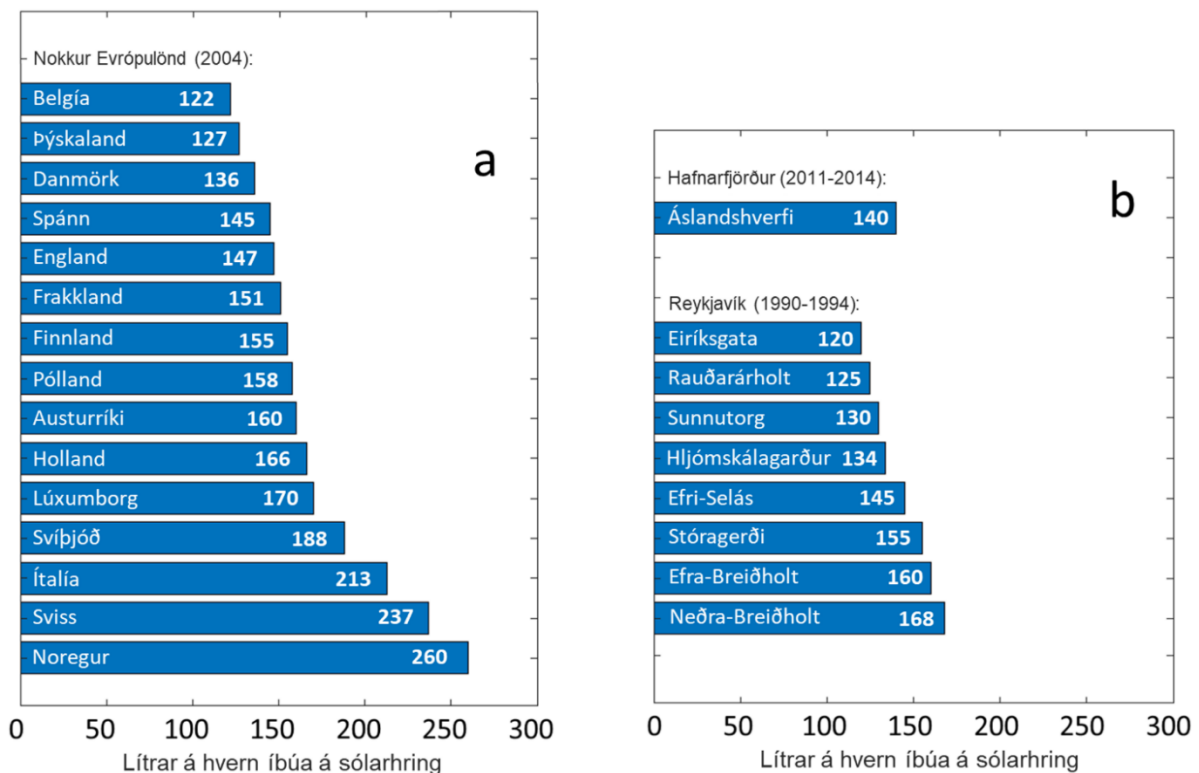 Nokkur Evrópulönd (2004):
Belgía 122
Þýskaland 127
Danmörk 136
Spánn 145
England 147
Frakkland 151
Finnland 155
Pólland 158
Austurríki 160
Holland 166
Lúxumborg 170
Svíþjóð 188
Ítalía 213
Sviss 237
Noregur 260
a
0 50 100 150 200 250 300
Lítrar á hvern íbúa á sólarhring
Hafnarfjörður (2011-2014):
Áslandshverfi 140
b
Reykjavík (1990-1994):
Eiríksgata 120
Rauðarárholt 125
Sunnutorg 130
Hljómskálagarður 134
Efri-Selás 145
Stóragerði 155
Efra-Breiðholt 160
Neðra-Breiðholt 168
0 50 100 150 200 250 300
Lítrar á hvern íbúa á sólarhring